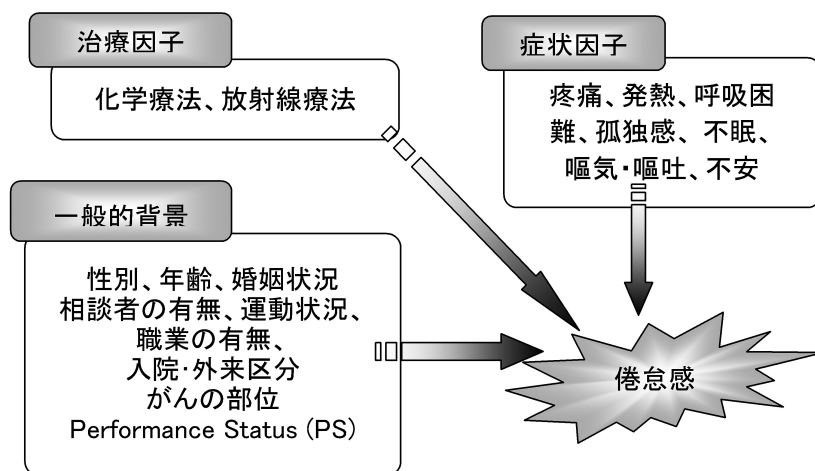 治療因子
化学療法、放射線療法
症状因子
疼痛、発熱、呼吸困
難、孤独感、不眠、
嘔気・嘔吐、不安
一般的背景
性別、年齢、婚姻状況
相談者の有無、運動状況、
職業の有無、
入院・外来区分
がんの部位
Performance Status (PS)
倦怠感